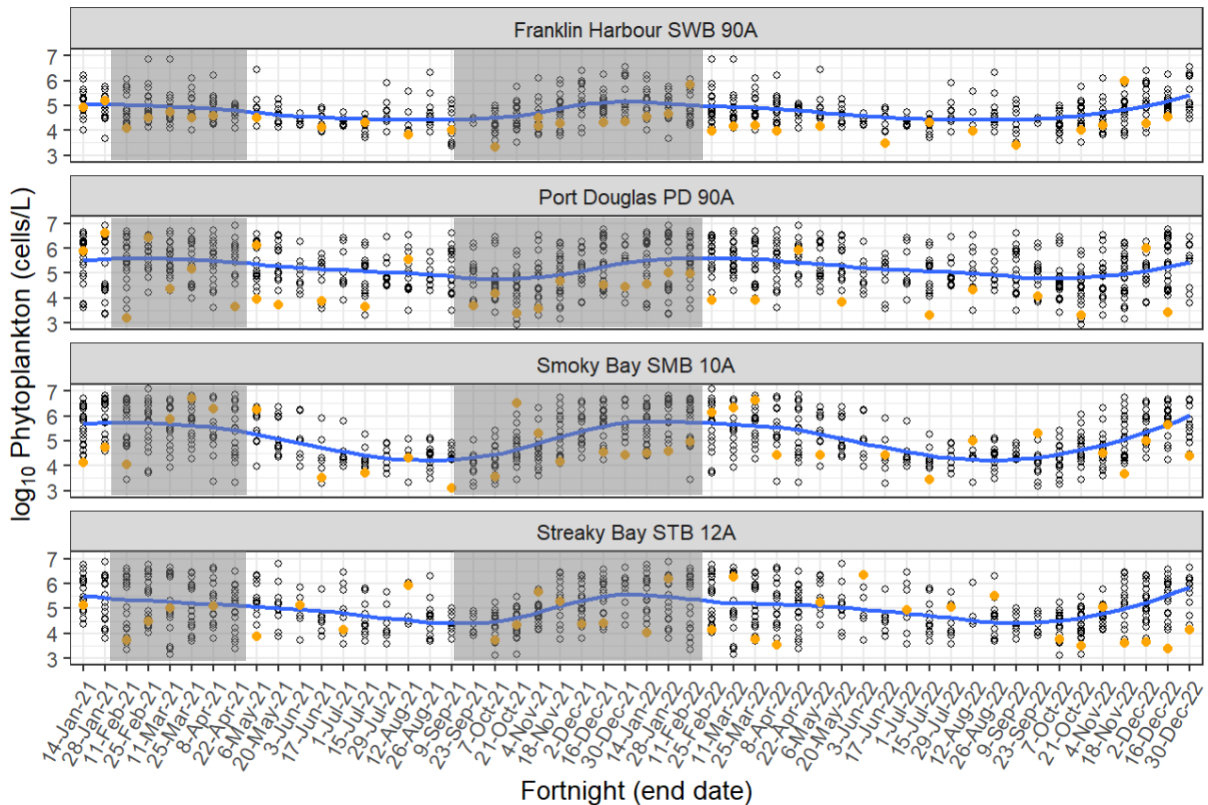 Franklin Harbour SWB 90A
7
6
5
4
3
Port Douglas PD 90A
7
6
5
4
3
Smoky Bay SMB 10A
7
6
5
4
3
Streaky Bay STB 12A
7
6
5
4
3
log₁₀ Phytoplankton (cells/L)
14-Jan-21
28-Jan-21
11-Feb-21
25-Feb-21
11-Mar-21
25-Mar-21
8-Apr-21
22-Apr-21
6-May-21
20-May-21
3-Jun-21
17-Jun-21
1-Jul-21
15-Jul-21
29-Jul-21
12-Aug-21
26-Aug-21
9-Sep-21
23-Sep-21
7-Oct-21
21-Oct-21
4-Nov-21
18-Nov-21
2-Dec-21
16-Dec-21
30-Dec-21
14-Jan-22
28-Jan-22
11-Feb-22
25-Feb-22
11-Mar-22
25-Mar-22
8-Apr-22
22-Apr-22
6-May-22
20-May-22
3-Jun-22
17-Jun-22
1-Jul-22
15-Jul-22
29-Jul-22
12-Aug-22
26-Aug-22
9-Sep-22
23-Sep-22
7-Oct-22
21-Oct-22
4-Nov-22
18-Nov-22
2-Dec-22
16-Dec-22
30-Dec-22
Fortnight (end date)